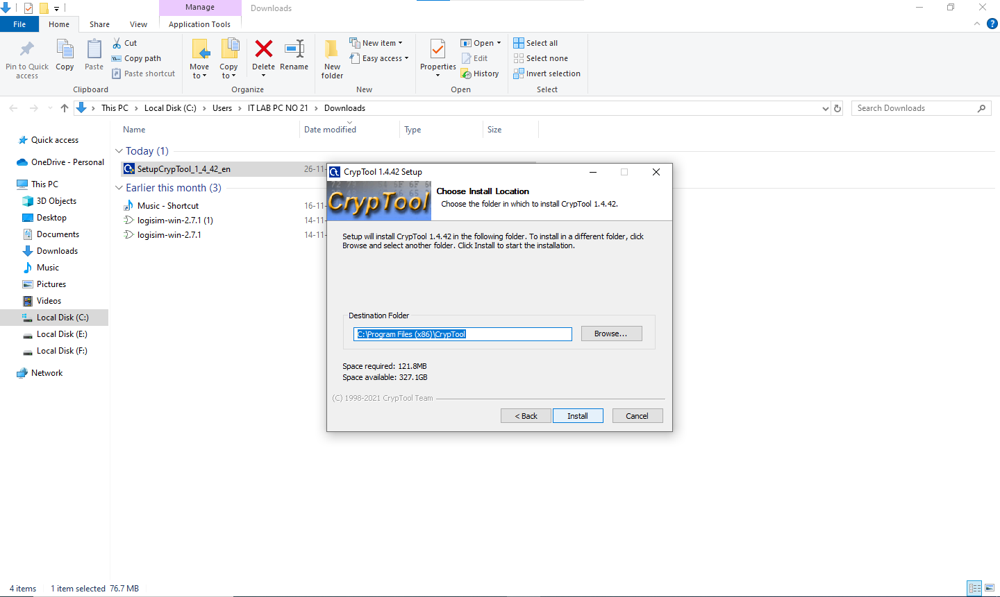 Manage
Downloads
File
Home
Share
View
Application Tools
Pin to Quick access
Copy
Paste
Cut
Copy path
Paste shortcut
Clipboard
Move to
Copy to
Delete
Rename
Organize
New folder
New item
Easy access
New
Properties
Open
Edit
History
Open
Select all
Select none
Invert selection
Select
This PC > Local Disk (C:) > Users > IT LAB PC NO 21 > Downloads
Search Downloads
Name
Date modified
Type
Size
Quick access
OneDrive - Personal
This PC
3D Objects
Desktop
Documents
Downloads
Music
Pictures
Videos
Local Disk (C:)
Local Disk (E:)
Local Disk (F:)
Network
Today (1)
SetupCrypTool_1_4_42_en 26-11-
Earlier this month (3)
Music - Shortcut 16-11-
logisim-win-2.7.1 (1) 14-11-
logisim-win-2.7.1 14-11-
CrypTool 1.4.42 Setup
CrypTool
Choose Install Location
Choose the folder in which to install CrypTool 1.4.42.
Setup will install CrypTool 1.4.42 in the following folder. To install in a different folder, click
Browse and select another folder. Click Install to start the installation.
Destination Folder
C:\Program Files (x86)\CrypTool
Browse...
Space required: 121.8MB
Space available: 327.1GB
(C) 1998-2021 CrypTool Team
< Back
Install
Cancel
4 items
1 item selected 76.7 MB